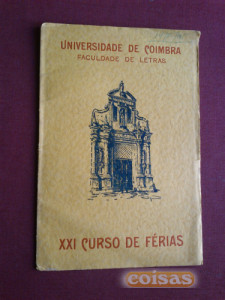 UNIVERSIDADE DE COIMBRA
FACULDADE DE LETRAS
XXI CURSO DE FÉRIAS
coisas